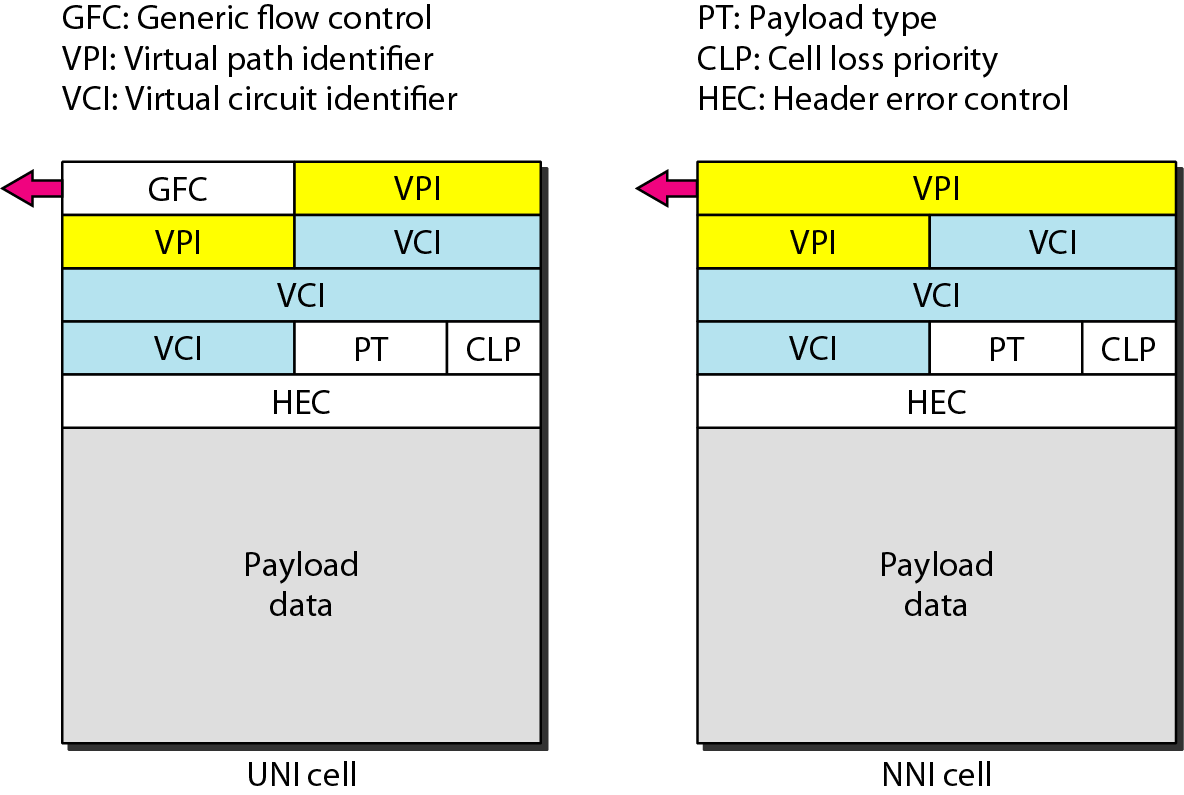 GFC: Generic flow control
VPI: Virtual path identifier
VCI: Virtual circuit identifier
PT: Payload type
CLP: Cell loss priority
HEC: Header error control
GFC VPI
VPI VCI
VCI
VCI PT CLP
HEC
Payload
data
UNI cell
VPI
VPI VCI
VCI
VCI PT CLP
HEC
Payload
data
NNI cell